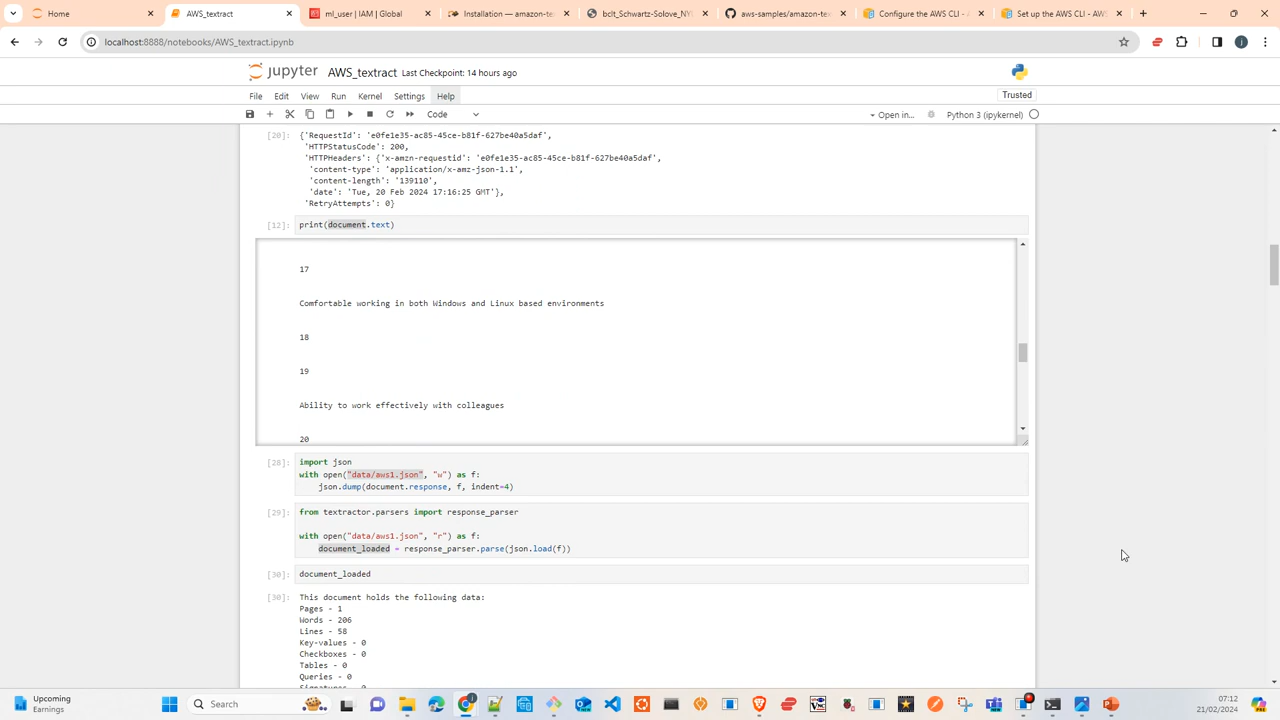 Home
AWS_textract
ml_user | IAM | Global
Installation — amazon-te
bclt_Schwartz-Solove_NYU
aws-samples/amazon-tex
Configure the AWS CLI - A
Set up the AWS CLI - AWS
localhost:8888/notebooks/AWS_textract.ipynb
jupyter AWS_textract Last Checkpoint: 14 hours ago
File Edit View Run Kernel Settings Help
Trusted
Code
Open in...
Python 3 (ipykernel)
[20]: {'RequestId': 'e0fe1e35-ac85-45ce-b81f-627be40a5daf',
'HTTPStatusCode': 200,
'HTTPHeaders': {'x-amzn-requestid': 'e0fe1e35-ac85-45ce-b81f-627be40a5daf',
'content-type': 'application/x-amz-json-1.1',
'content-length': '139110',
'date': 'Tue, 20 Feb 2024 17:16:25 GMT'},
'RetryAttempts': 0}
[12]: print(document.text)
17
Comfortable working in both Windows and Linux based environments
18
19
Ability to work effectively with colleagues
20
[28]: import json
with open("data/aws1.json", "w") as f:
json.dump(document.response, f, indent=4)
[29]: from textractor.parsers import response_parser
with open("data/aws1.json", "r") as f:
document_loaded = response_parser.parse(json.load(f))
[30]: document_loaded
[30]: This document holds the following data:
Pages - 1
Words - 206
Lines - 58
Key-values - 0
Checkboxes - 0
Tables - 0
Queries - 0
Signatures - 0
Upcoming
Earnings
Search
07:12
21/02/2024